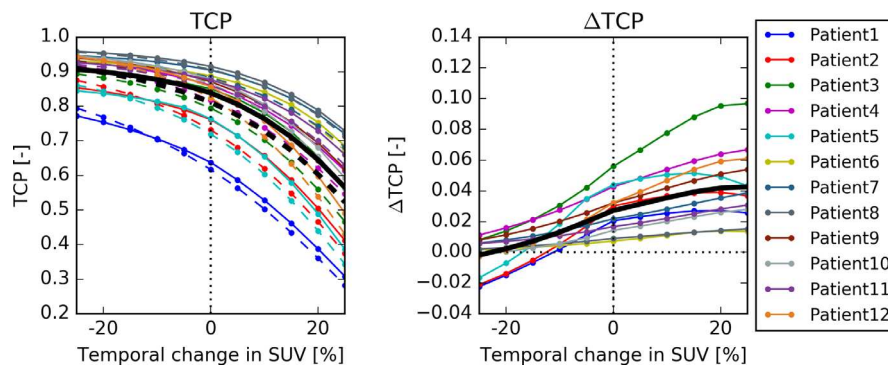 TCP
1.0
0.9
0.8
0.7
0.6
0.5
0.4
0.3
0.2
TCP [-]
-20 0 20
Temporal change in SUV [%]
ΔTCP
0.14
0.12
0.10
0.08
0.06
0.04
0.02
0.00
−0.02
−0.04
ΔTCP [-]
-20 0 20
Temporal change in SUV [%]
Patient1
Patient2
Patient3
Patient4
Patient5
Patient6
Patient7
Patient8
Patient9
Patient10
Patient11
Patient12